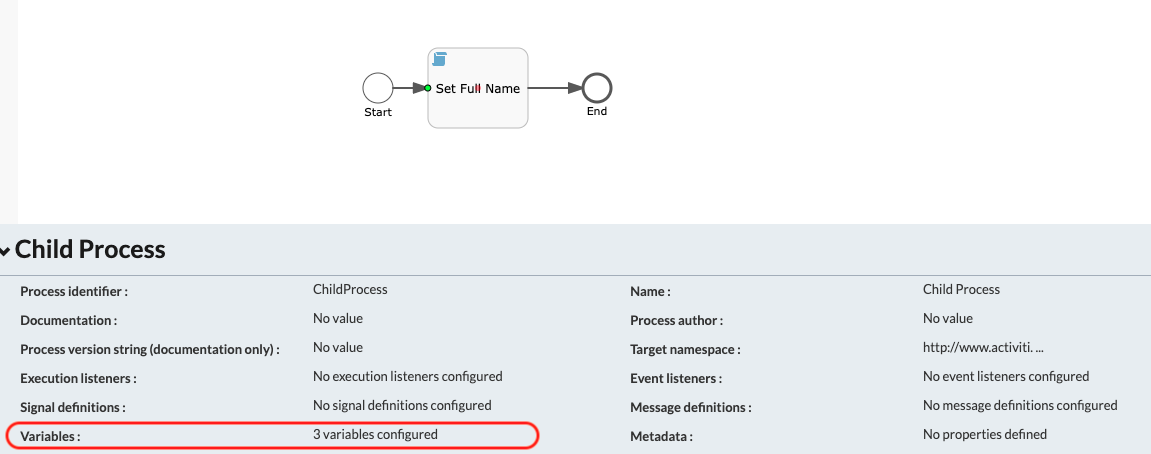 Set Full Name
Start
End
Child Process
Process identifier : ChildProcess Name : Child Process
Documentation : No value Process author : No value
Process version string (documentation only) : No value Target namespace : http://www.activiti. ...
Execution listeners : No execution listeners configured Event listeners : No event listeners configured
Signal definitions : No signal definitions configured Message definitions : No message definitions configured
Variables : 3 variables configured Metadata : No properties defined